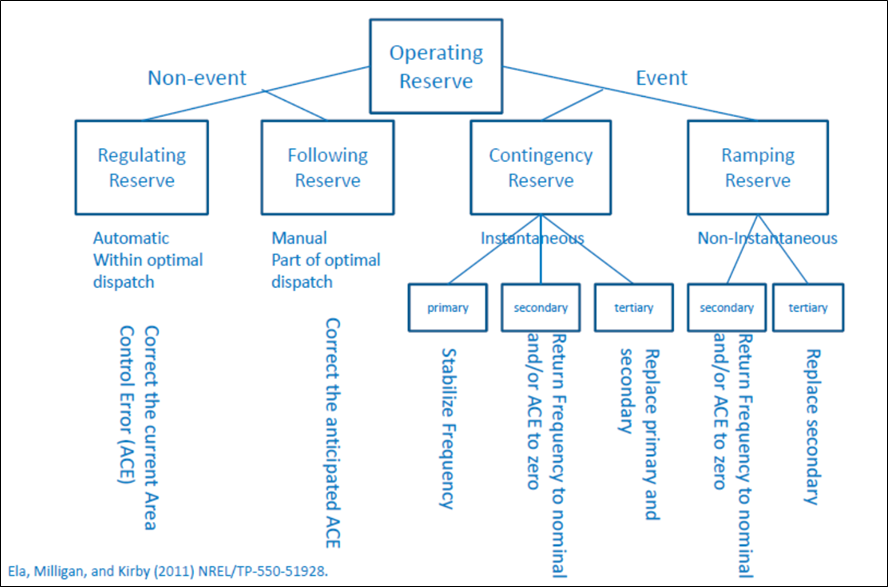 Operating
Reserve
Non-event
Event
Regulating
Reserve
Following
Reserve
Contingency
Reserve
Ramping
Reserve
Automatic
Within optimal
dispatch
Manual
Part of optimal
dispatch
Instantaneous
Non-Instantaneous
primary
secondary
tertiary
secondary
tertiary
Correct the current Area
Control Error (ACE)
Correct the anticipated ACE
Stabilize Frequency
Return Frequency to nominal
and/or ACE to zero
Replace primary and
secondary
Return Frequency to nominal
and/or ACE to zero
Replace secondary
Ela, Milligan, and Kirby (2011) NREL/TP-550-51928.